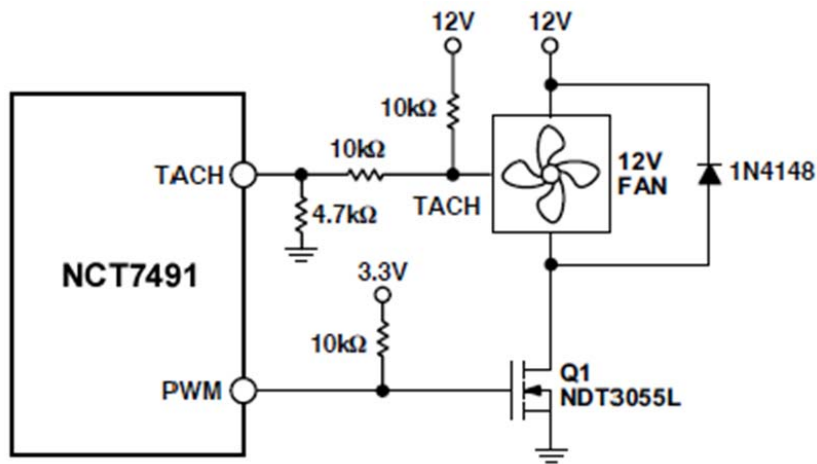 12V
12V
10kΩ
10kΩ
TACH
12V
FAN
1N4148
4.7kΩ
TACH
NCT7491
3.3V
10kΩ
PWM
Q1
NDT3055L